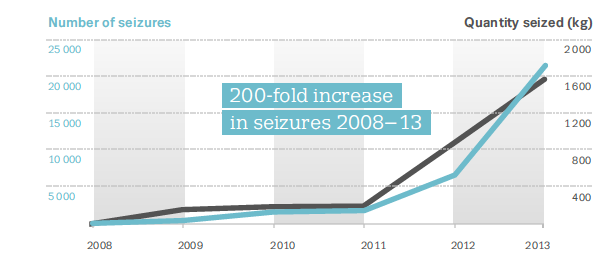 Number of seizures Quantity seized (kg)
25 000 2 000
20 000 1 600
200-fold increase
in seizures 2008–13
15 000 1 200
10 000 800
5 000 400
2008 2009 2010 2011 2012 2013